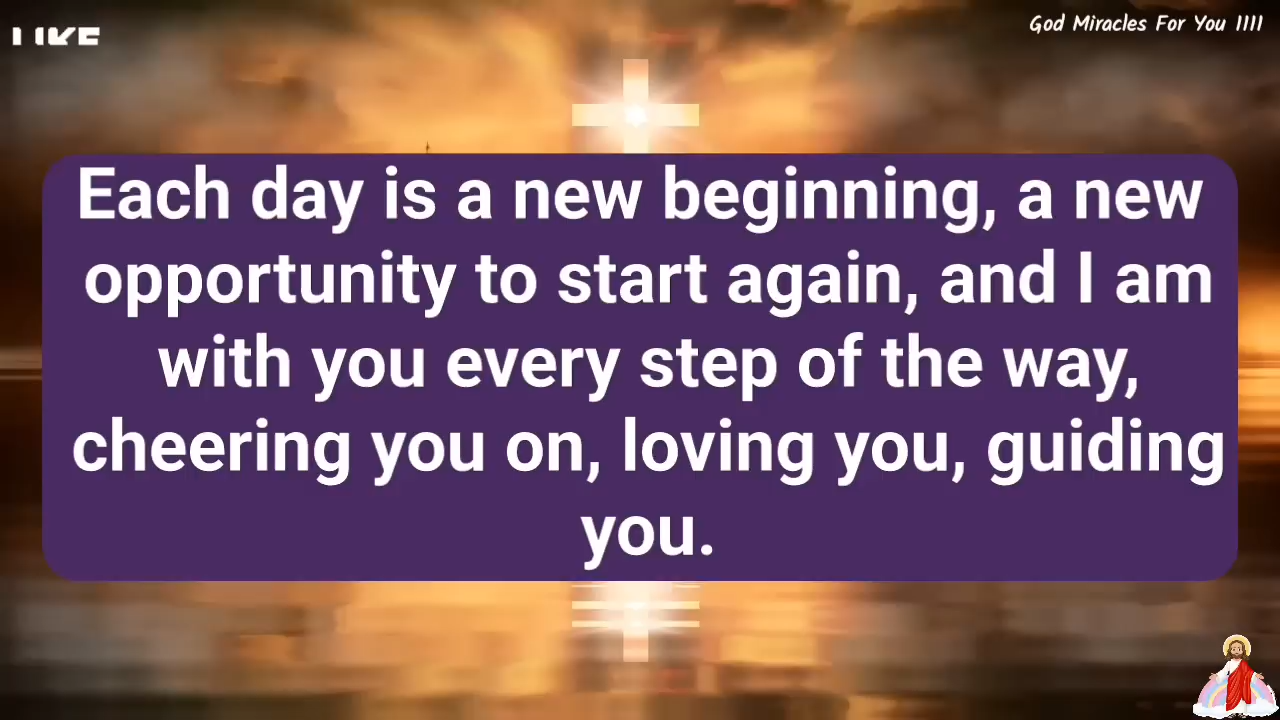 God Miracles For You 1111
Each day is a new beginning, a new
opportunity to start again, and I am
with you every step of the way,
cheering you on, loving you, guiding
you.